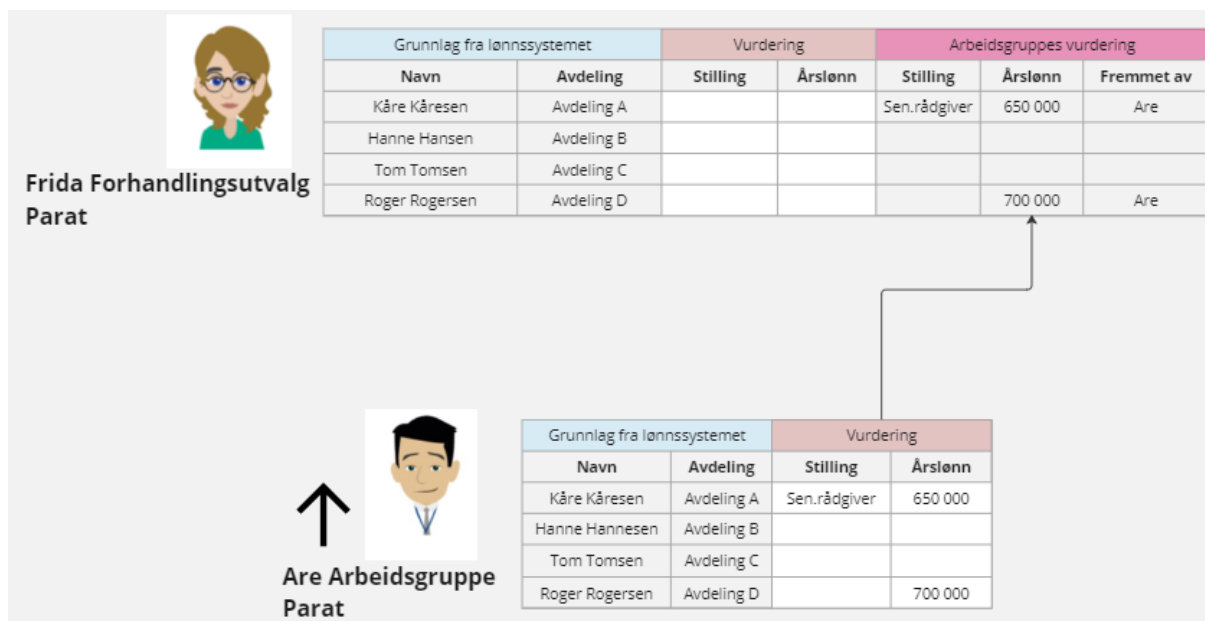 Grunnlag fra lønnssystemet Vurdering Arbeidsgruppes vurdering
Navn Avdeling Stilling Årslønn Stilling Årslønn Fremmet av
Kåre Kåresen Avdeling A Sen.rådgiver 650 000 Are
Hanne Hansen Avdeling B
Tom Tomsen Avdeling C
Roger Rogersen Avdeling D 700 000 Are
Frida Forhandlingsutvalg
Parat
Grunnlag fra lønnssystemet Vurdering
Navn Avdeling Stilling Årslønn
Kåre Kåresen Avdeling A Sen.rådgiver 650 000
Hanne Hannesen Avdeling B
Tom Tomsen Avdeling C
Roger Rogersen Avdeling D 700 000
Are Arbeidsgruppe
Parat